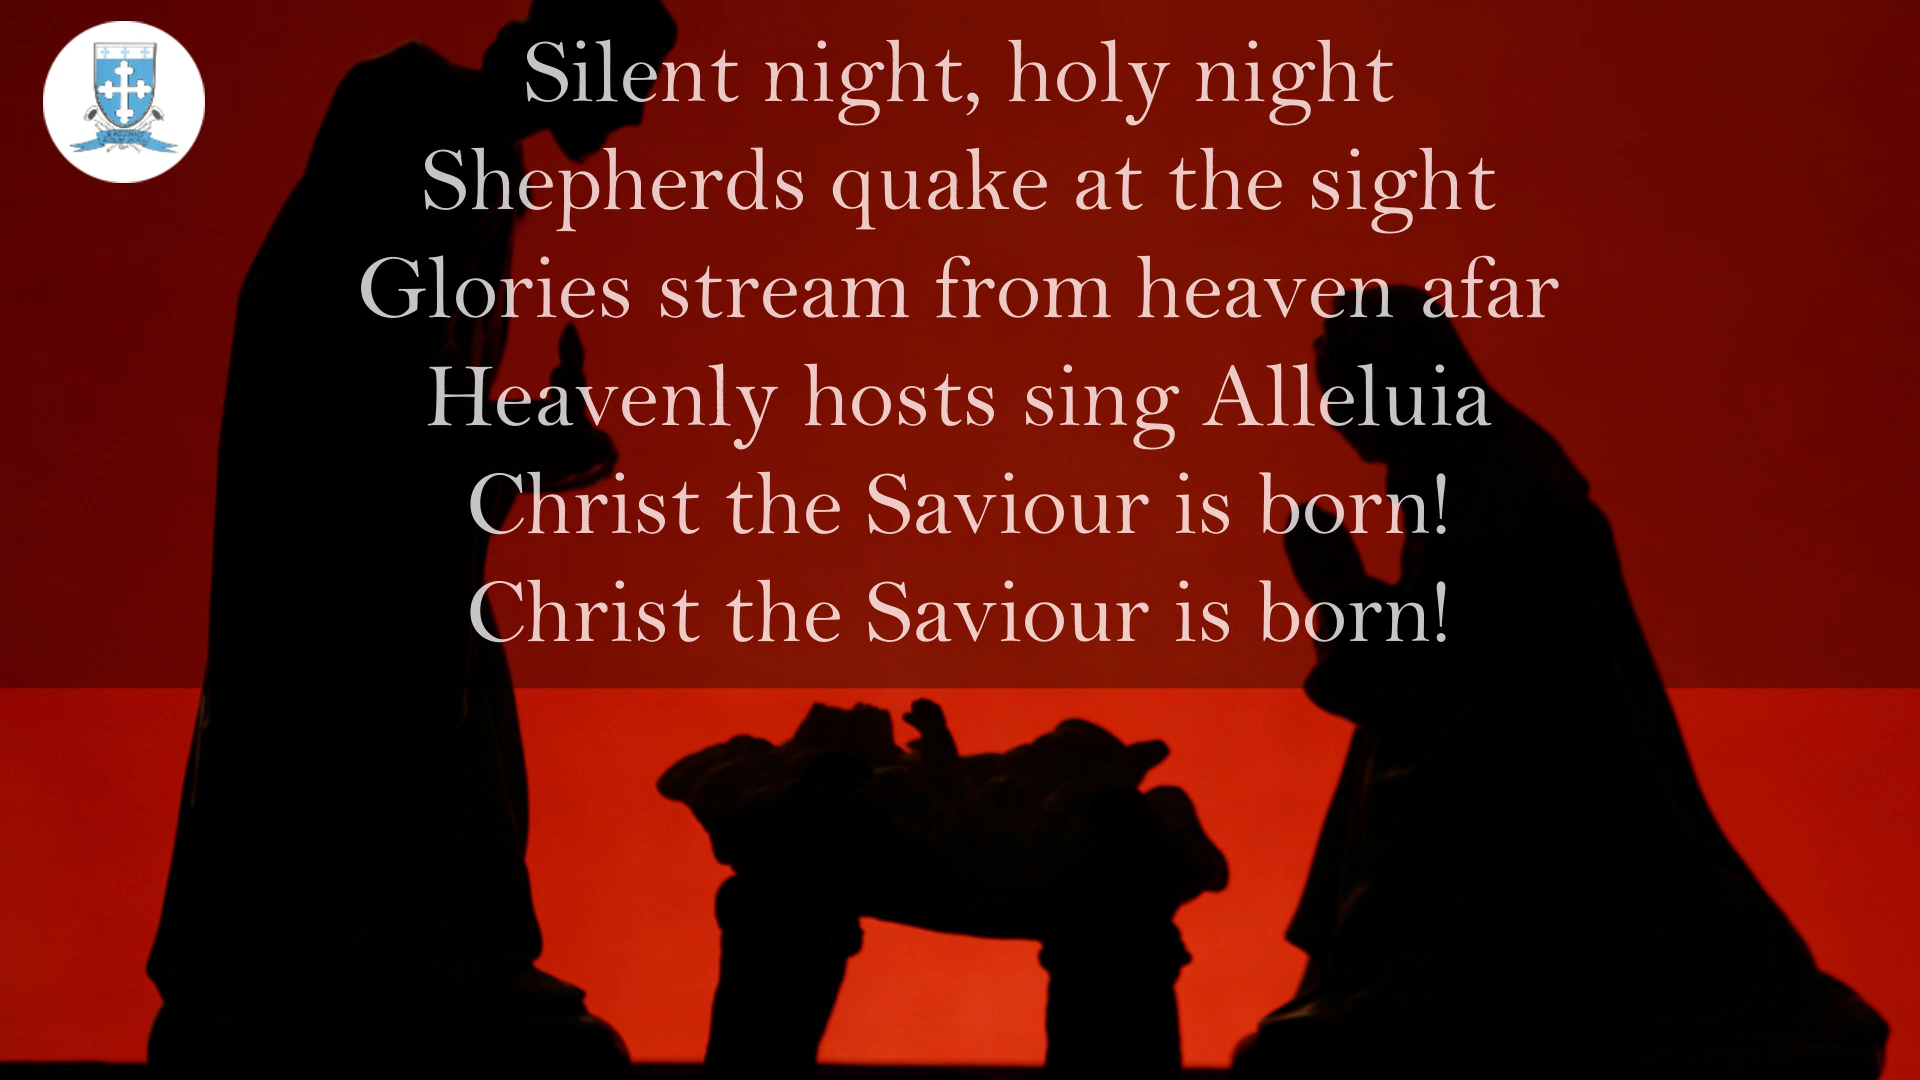 Silent night, holy night
Shepherds quake at the sight
Glories stream from heaven afar
Heavenly hosts sing Alleluia
Christ the Saviour is born!
Christ the Saviour is born!